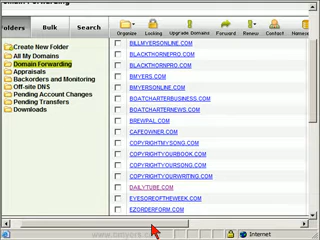 Folders Bulk Search
Organize Locking Upgrade Domains Forward Renew Contact
Create New Folder
All My Domains
Domain Forwarding
Appraisals
Backorders and Monitoring
Off-site DNS
Pending Account Changes
Pending Transfers
Downloads
BILLMYERSONLINE.COM
BLACKTHORNEPRO.COM
BLACKTHORNPRO.COM
BMYERS.COM
BMYERSONLINE.COM
BOATCHARTERBUSINESS.COM
BOATCHARTERNEWS.COM
BREWPAL.COM
CAFEOWNER.COM
COPYRIGHTMYSONG.COM
COPYRIGHTYOURBOOK.COM
COPYRIGHTYOURSONG.COM
COPYRIGHTYOURWRITING.COM
DAILYTUBE.COM
EYESOREOFTHEWEEK.COM
EZORDERFORM.COM
Internet